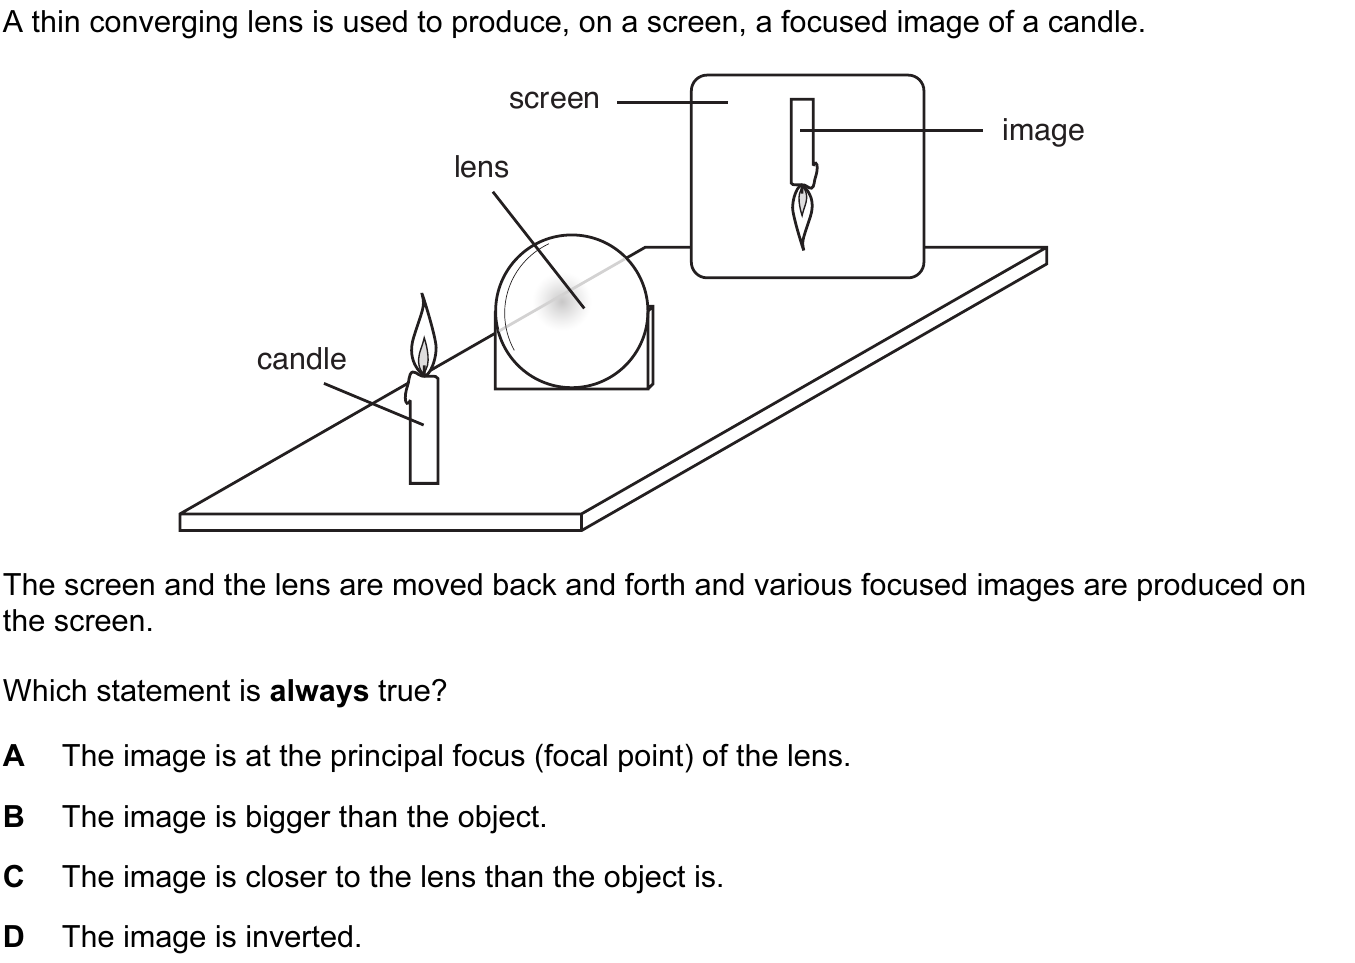 A thin converging lens is used to produce, on a screen, a focused image of a candle.
screen
image
lens
candle
The screen and the lens are moved back and forth and various focused images are produced on
the screen.
Which statement is always true?
A The image is at the principal focus (focal point) of the lens.
B The image is bigger than the object.
C The image is closer to the lens than the object is.
D The image is inverted.